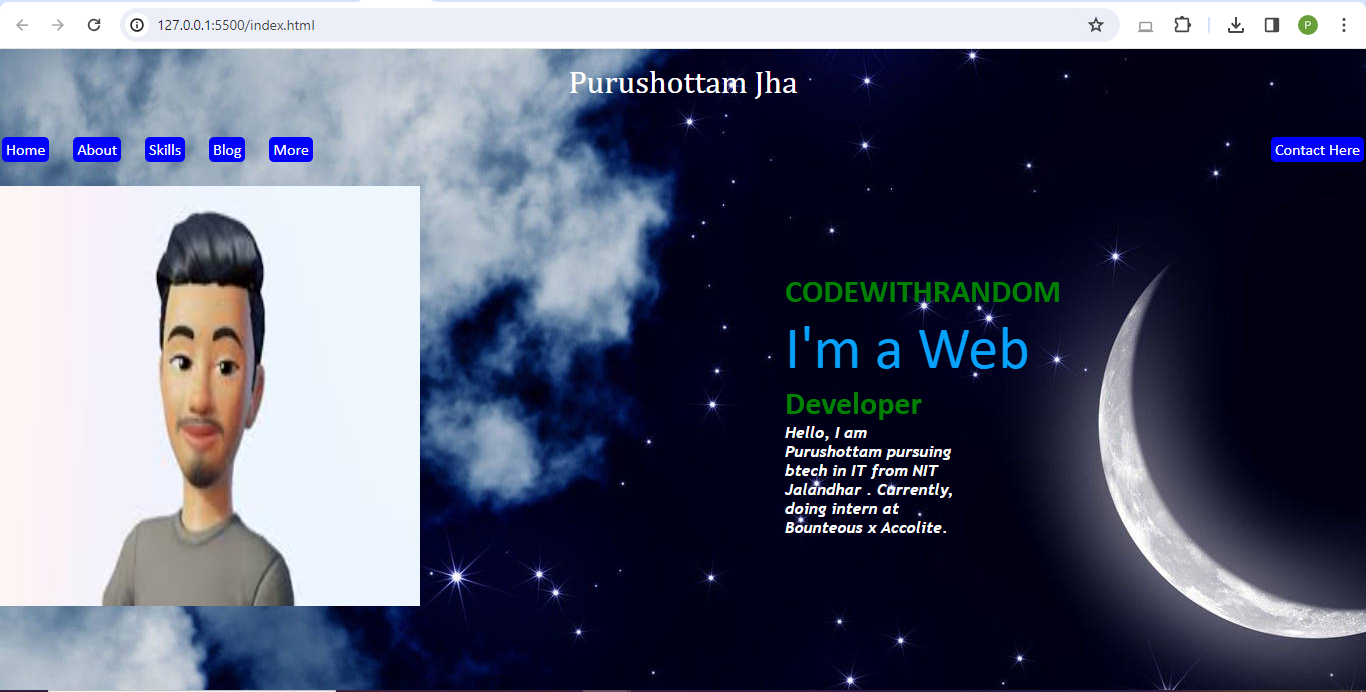 127.0.0.1:5500/index.html
P
Purushottam Jha
Home About Skills Blog More Contact Here
CODEWITHRANDOM
I'm a Web
Developer
Hello, I am
Purushottam pursuing
btech in IT from NIT
Jalandhar . Currently,
doing intern at
Bounteous x Accolite.